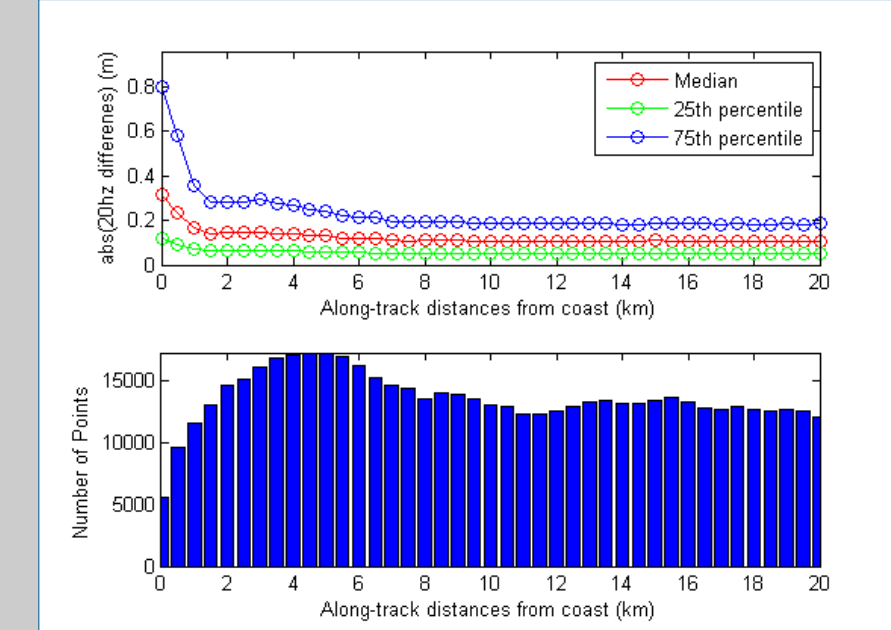 abs(20hz differenes) (m)
0.8
0.6
0.4
0.2
0
Median
25th percentile
75th percentile
0 2 4 6 8 10 12 14 16 18 20
Along-track distances from coast (km)
Number of Points
15000
10000
5000
0
0 2 4 6 8 10 12 14 16 18 20
Along-track distances from coast (km)